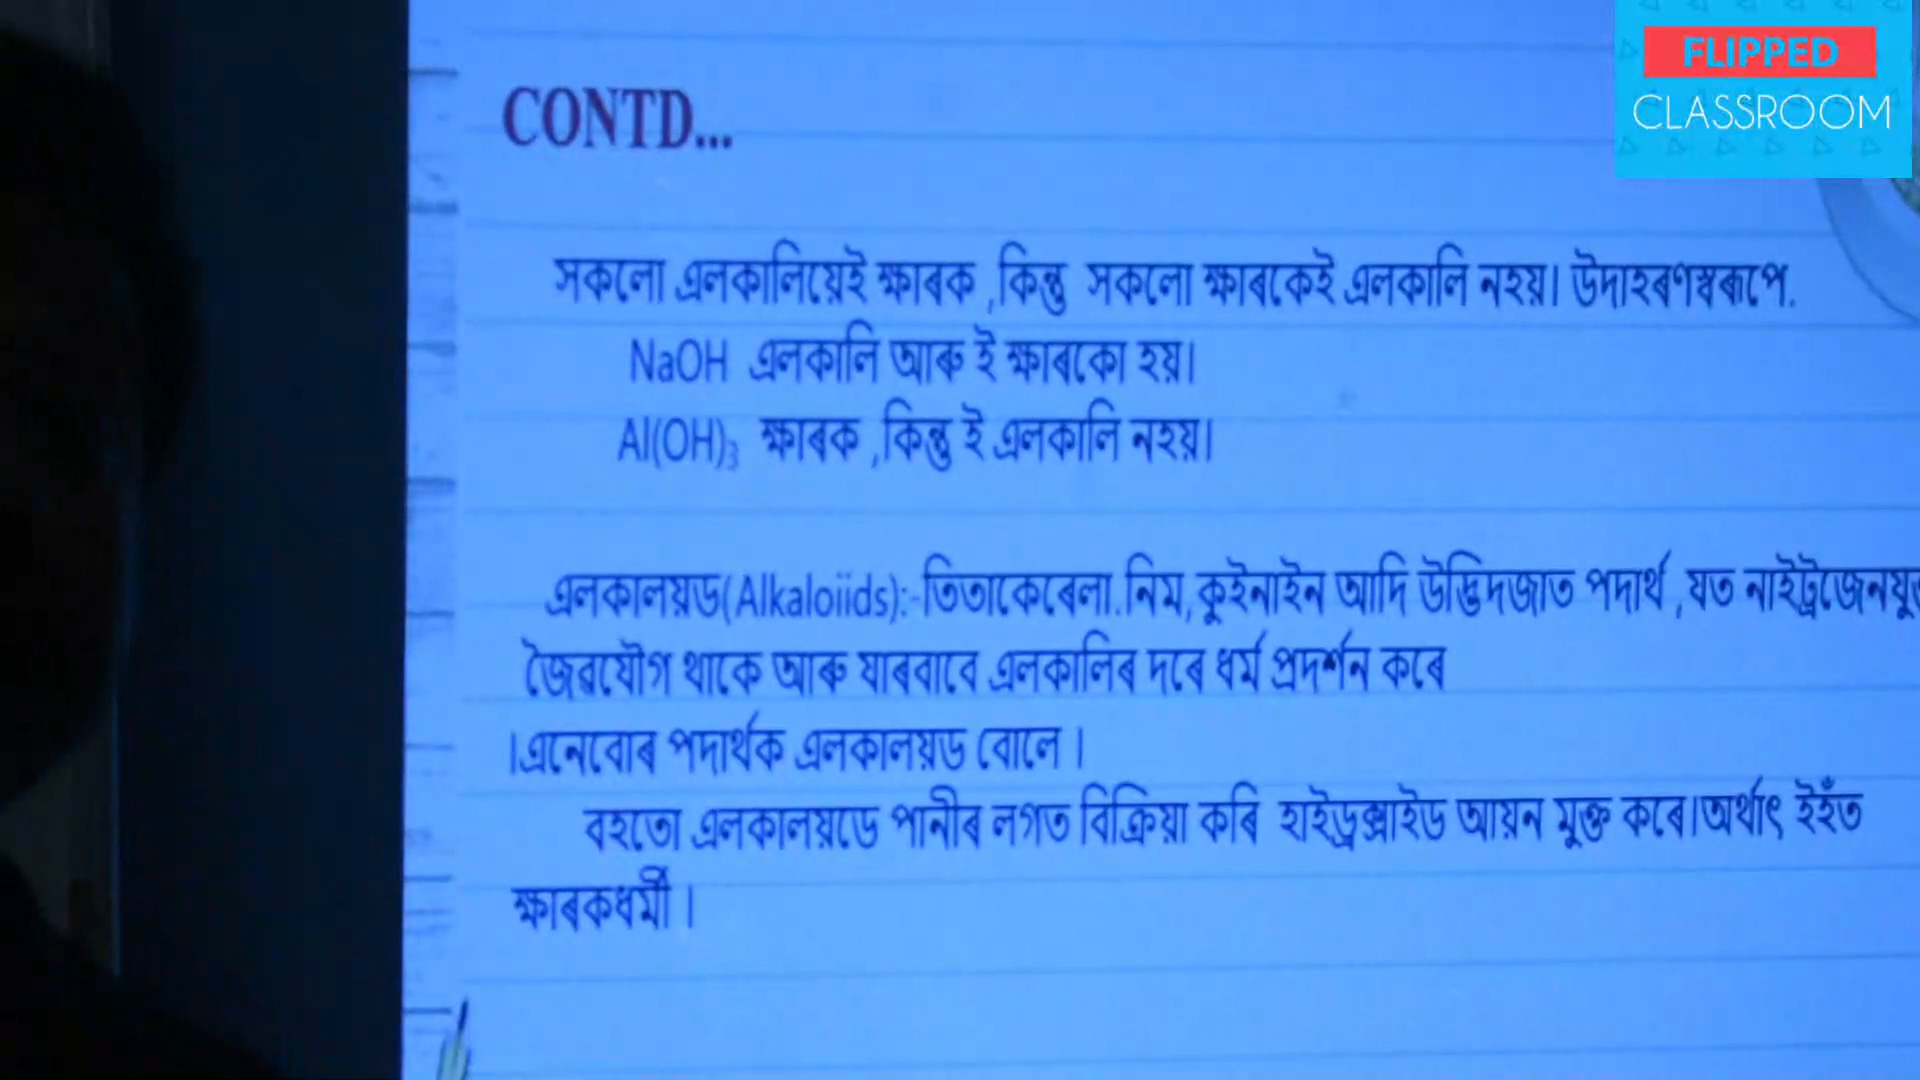 FLIPPED
CLASSROOM
CONTD...
সকলো এলকালিয়েই ক্ষাৰক ,কিন্তু সকলো ক্ষাৰকেই এলকালি নহয়। উদাহৰণস্বৰূপে.
NaOH এলকালি আৰু ই ক্ষাৰকো হয়।
Al(OH)₃ ক্ষাৰক ,কিন্তু ই এলকালি নহয়।
এলকালয়ড(Alkaloiids):-তিতাকেৰেলা.নিম,কুইনাইন আদি উদ্ভিদজাত পদাৰ্থ ,যত
জৈৱযৌগ থাকে আৰু যাৰবাবে এলকালিৰ দৰে ধৰ্ম প্ৰদৰ্শন কৰে
।এনেবোৰ পদাৰ্থক এলকালয়ড বোলে ।
বহতো এলকালয়ডে পানীৰ লগত বিক্ৰিয়া কৰি হাইড্ৰক্সাইড আয়ন মুক্ত কৰে।অৰ্থাৎ ইহঁত
ক্ষাৰকধৰ্মী ।